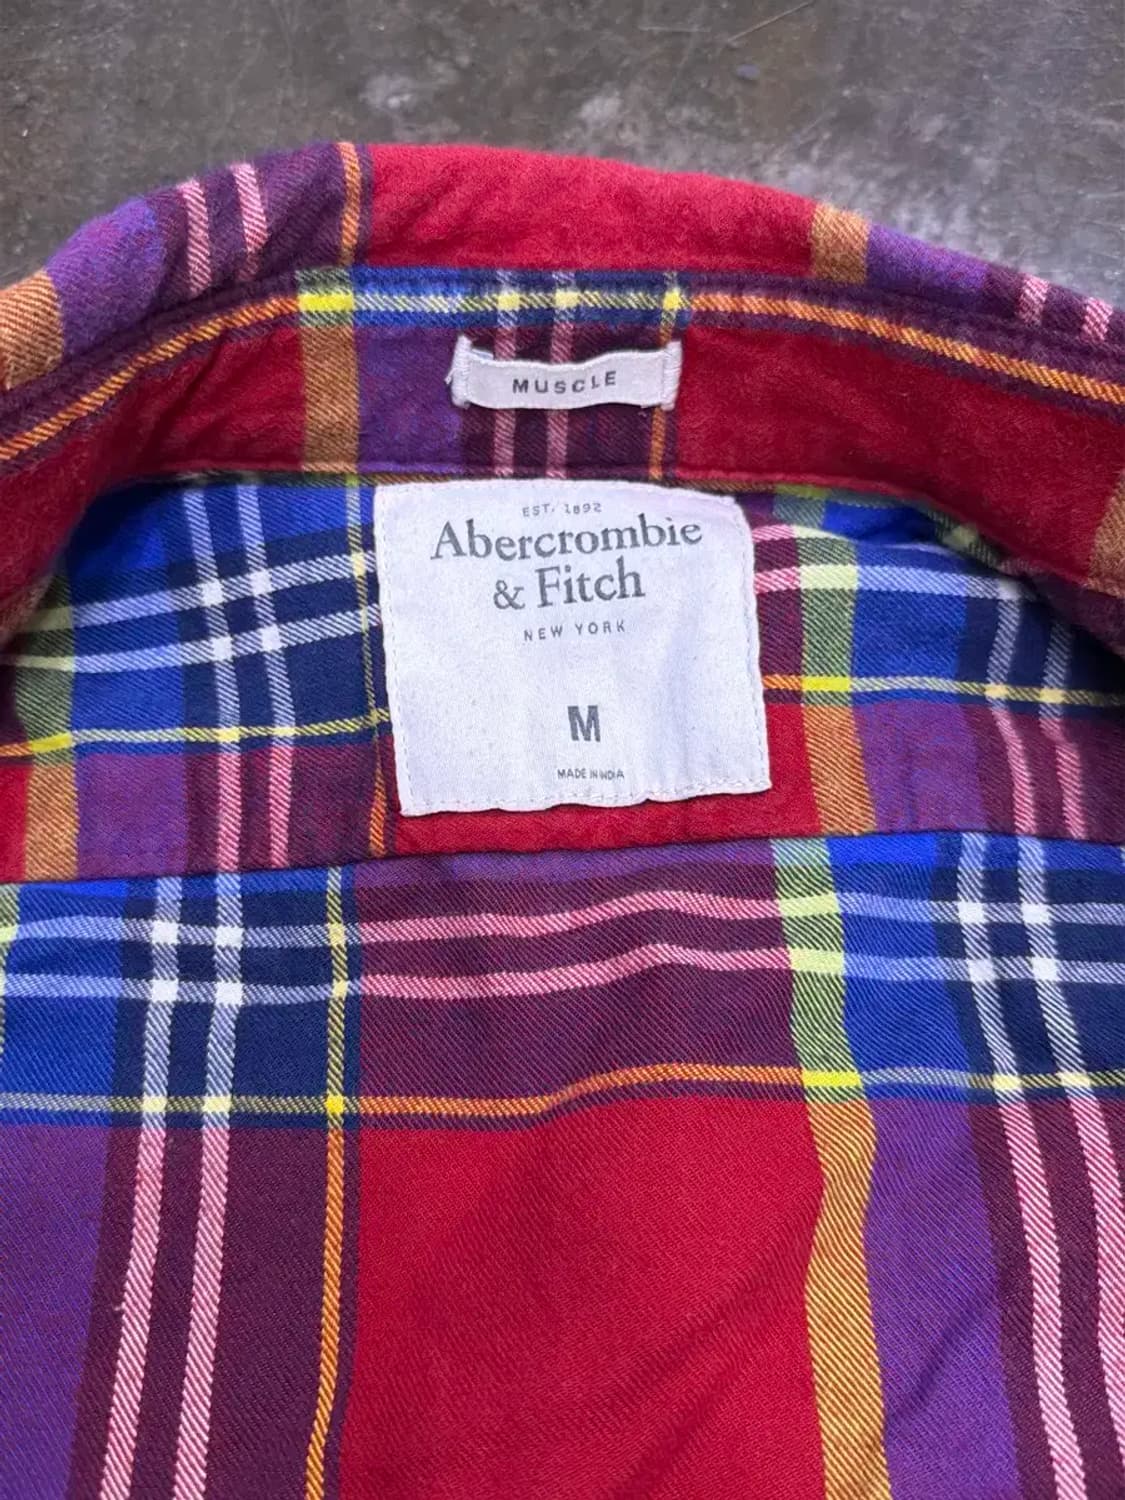 MUSCLE
EST. 1892
Abercrombie
& Fitch
NEW YORK
M
MADE IN INDIA